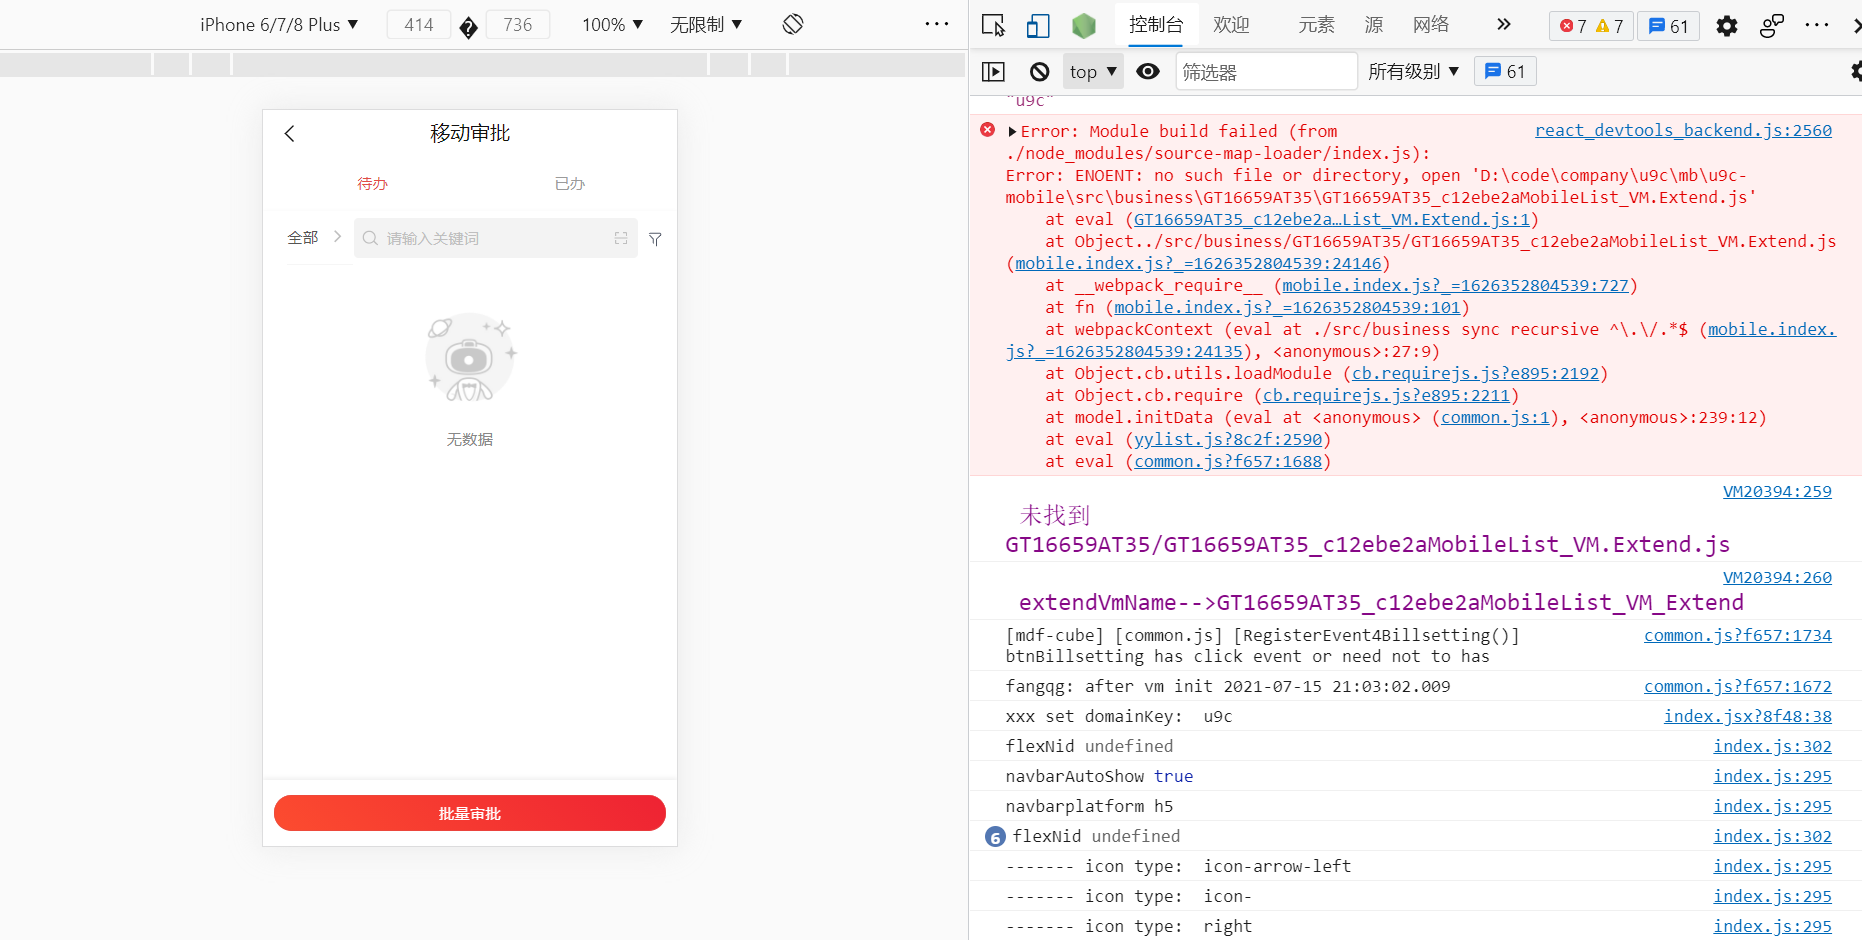 iPhone 6/7/8 Plus ▼
414
736
100% ▼
无限制 ▼
移动审批
待办
已办
全部
请输入关键词
无数据
批量审批
控制台
欢迎
元素
源
网络
7
7
61
top ▼
筛选器
所有级别 ▼
61
"u9c"
Error: Module build failed (from
react_devtools_backend.js:2560
./node_modules/source-map-loader/index.js):
Error: ENOENT: no such file or directory, open 'D:\code\company\u9c\mb\u9c-
mobile\src\business\GT16659AT35\GT16659AT35_c12ebe2aMobileList_VM.Extend.js'
at eval (GT16659AT35_c12ebe2a…List_VM.Extend.js:1)
at Object../src/business/GT16659AT35/GT16659AT35_c12ebe2aMobileList_VM.Extend.js
(mobile.index.js?_=1626352804539:24146)
at __webpack_require__ (mobile.index.js?_=1626352804539:727)
at fn (mobile.index.js?_=1626352804539:101)
at webpackContext (eval at ./src/business sync recursive ^\.\/.*$ (mobile.index.
js?_=1626352804539:24135), <anonymous>:27:9)
at Object.cb.utils.loadModule (cb.requirejs.js?e895:2192)
at Object.cb.require (cb.requirejs.js?e895:2211)
at model.initData (eval at <anonymous> (common.js:1), <anonymous>:239:12)
at eval (yylist.js?8c2f:2590)
at eval (common.js?f657:1688)
VM20394:259
未找到
GT16659AT35/GT16659AT35_c12ebe2aMobileList_VM.Extend.js
VM20394:260
extendVmName-->GT16659AT35_c12ebe2aMobileList_VM_Extend
[mdf-cube] [common.js] [RegisterEvent4Billsetting()]
common.js?f657:1734
btnBillsetting has click event or need not to has
fangqg: after vm init 2021-07-15 21:03:02.009
common.js?f657:1672
xxx set domainKey: u9c
index.jsx?8f48:38
flexNid undefined
index.js:302
navbarAutoShow true
index.js:295
navbarplatform h5
index.js:295
6 flexNid undefined
index.js:302
------- icon type: icon-arrow-left
index.js:295
------- icon type: icon-
index.js:295
------- icon type: right
index.js:295